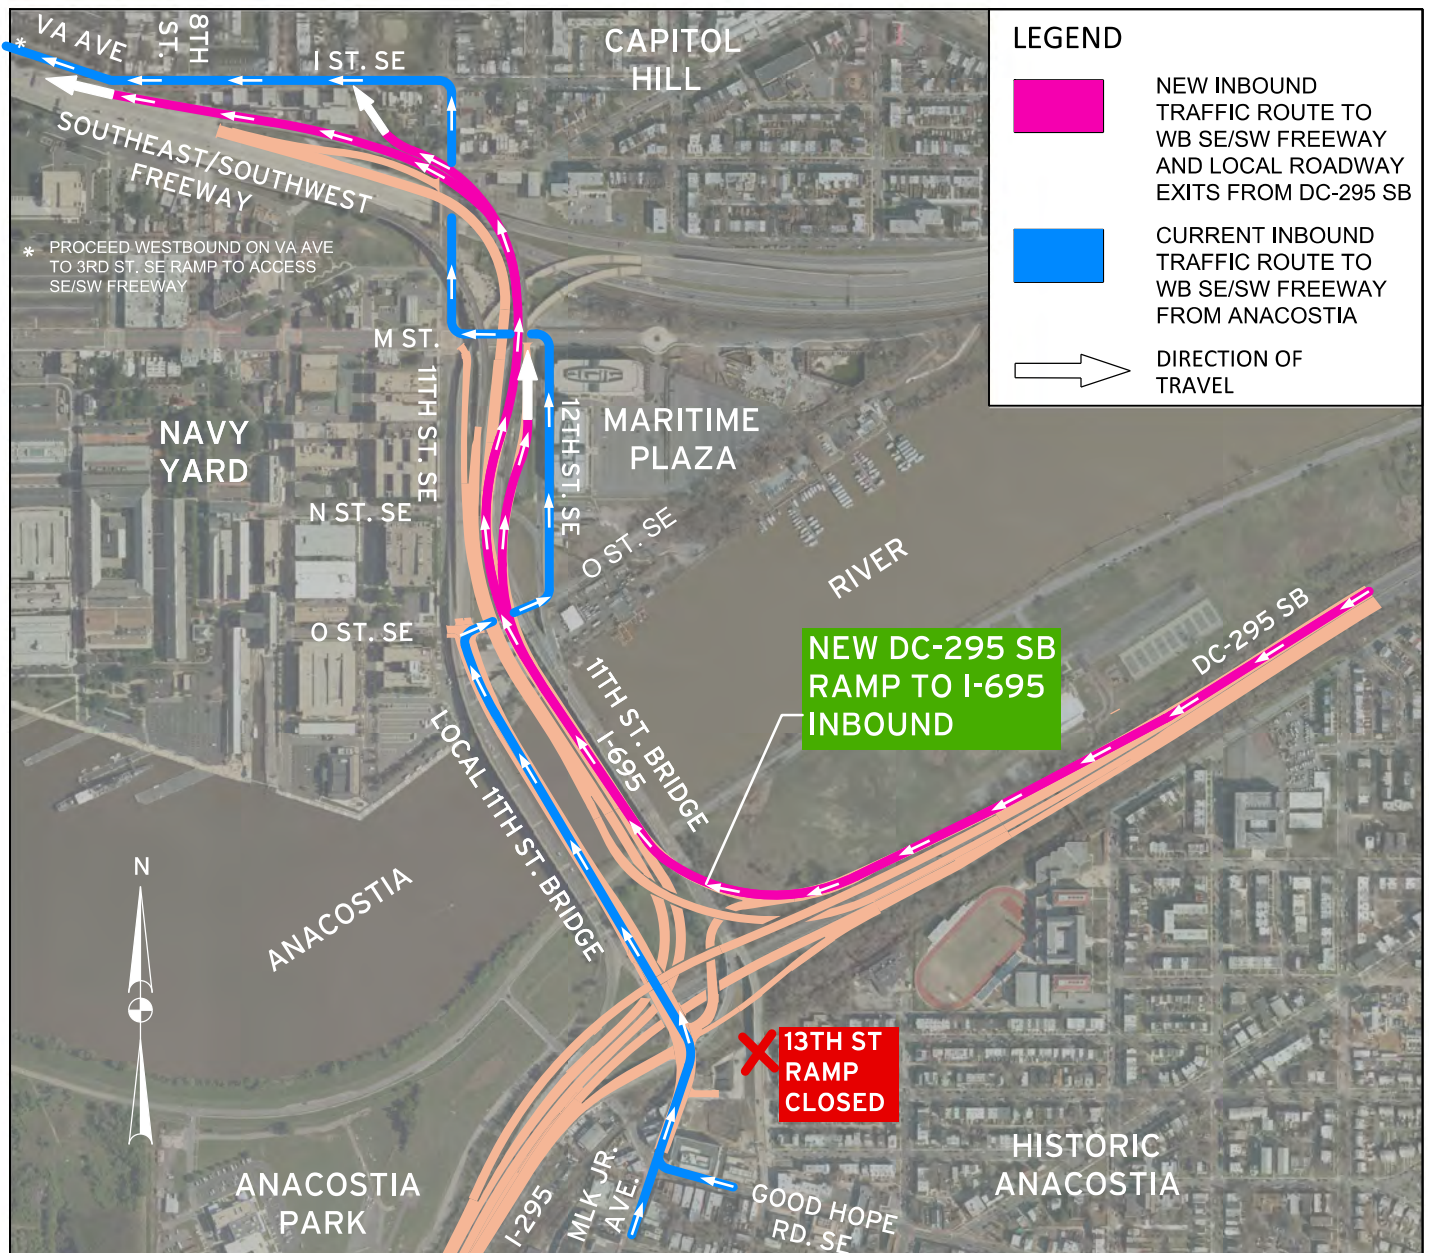 VA AVE
8TH
ST.
I ST. SE
CAPITOL
HILL
SOUTHEAST/SOUTHWEST
FREEWAY
* PROCEED WESTBOUND ON VA AVE
TO 3RD ST. SE RAMP TO ACCESS
SE/SW FREEWAY
*
LEGEND
NEW INBOUND
TRAFFIC ROUTE TO
WB SE/SW FREEWAY
AND LOCAL ROADWAY
EXITS FROM DC-295 SB
CURRENT INBOUND
TRAFFIC ROUTE TO
WB SE/SW FREEWAY
FROM ANACOSTIA
DIRECTION OF
TRAVEL
M ST.
11TH ST. SE
12TH ST. SE
MARITIME
PLAZA
NAVY
YARD
N ST. SE
O ST. SE
O ST. SE
RIVER
DC-295 SB
NEW DC-295 SB
RAMP TO I-695
INBOUND
11TH ST. BRIDGE
I-695
LOCAL 11TH ST. BRIDGE
N
ANACOSTIA
13TH ST
RAMP
CLOSED
HISTORIC
ANACOSTIA
ANACOSTIA
PARK
I-295
MLK JR.
AVE.
GOOD HOPE
RD. SE